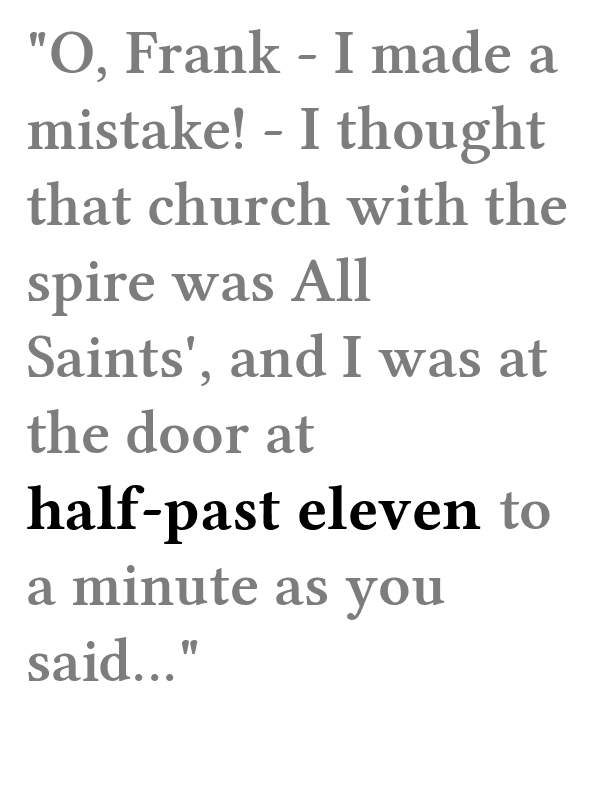 "O, Frank - I made a
mistake! - I thought
that church with the
spire was All
Saints', and I was at
the door at
half-past eleven to
a minute as you
said..."